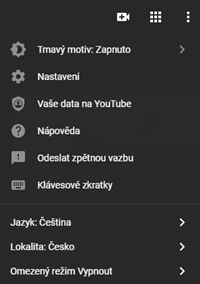 Tmavý motiv: Zapnuto
Nastavení
Vaše data na YouTube
Nápověda
Odeslat zpětnou vazbu
Klávesové zkratky
Jazyk: Čeština
Lokalita: Česko
Omezený režim Vypnout